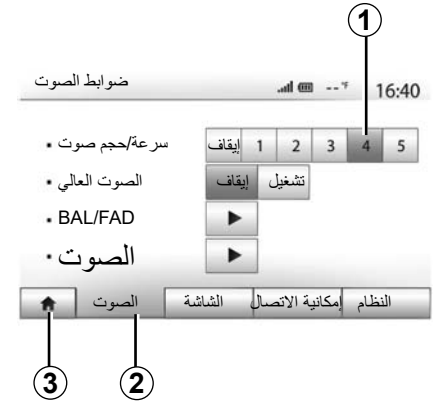 1
ضوابط الصوت --°F 16:40
سرعة/حجم صوت إيقاف 1 2 3 4 5
الصوت العالي إيقاف تشغيل
BAL/FAD
الصوت
الصوت الشاشة إمكانية الاتصال النظام
3 2